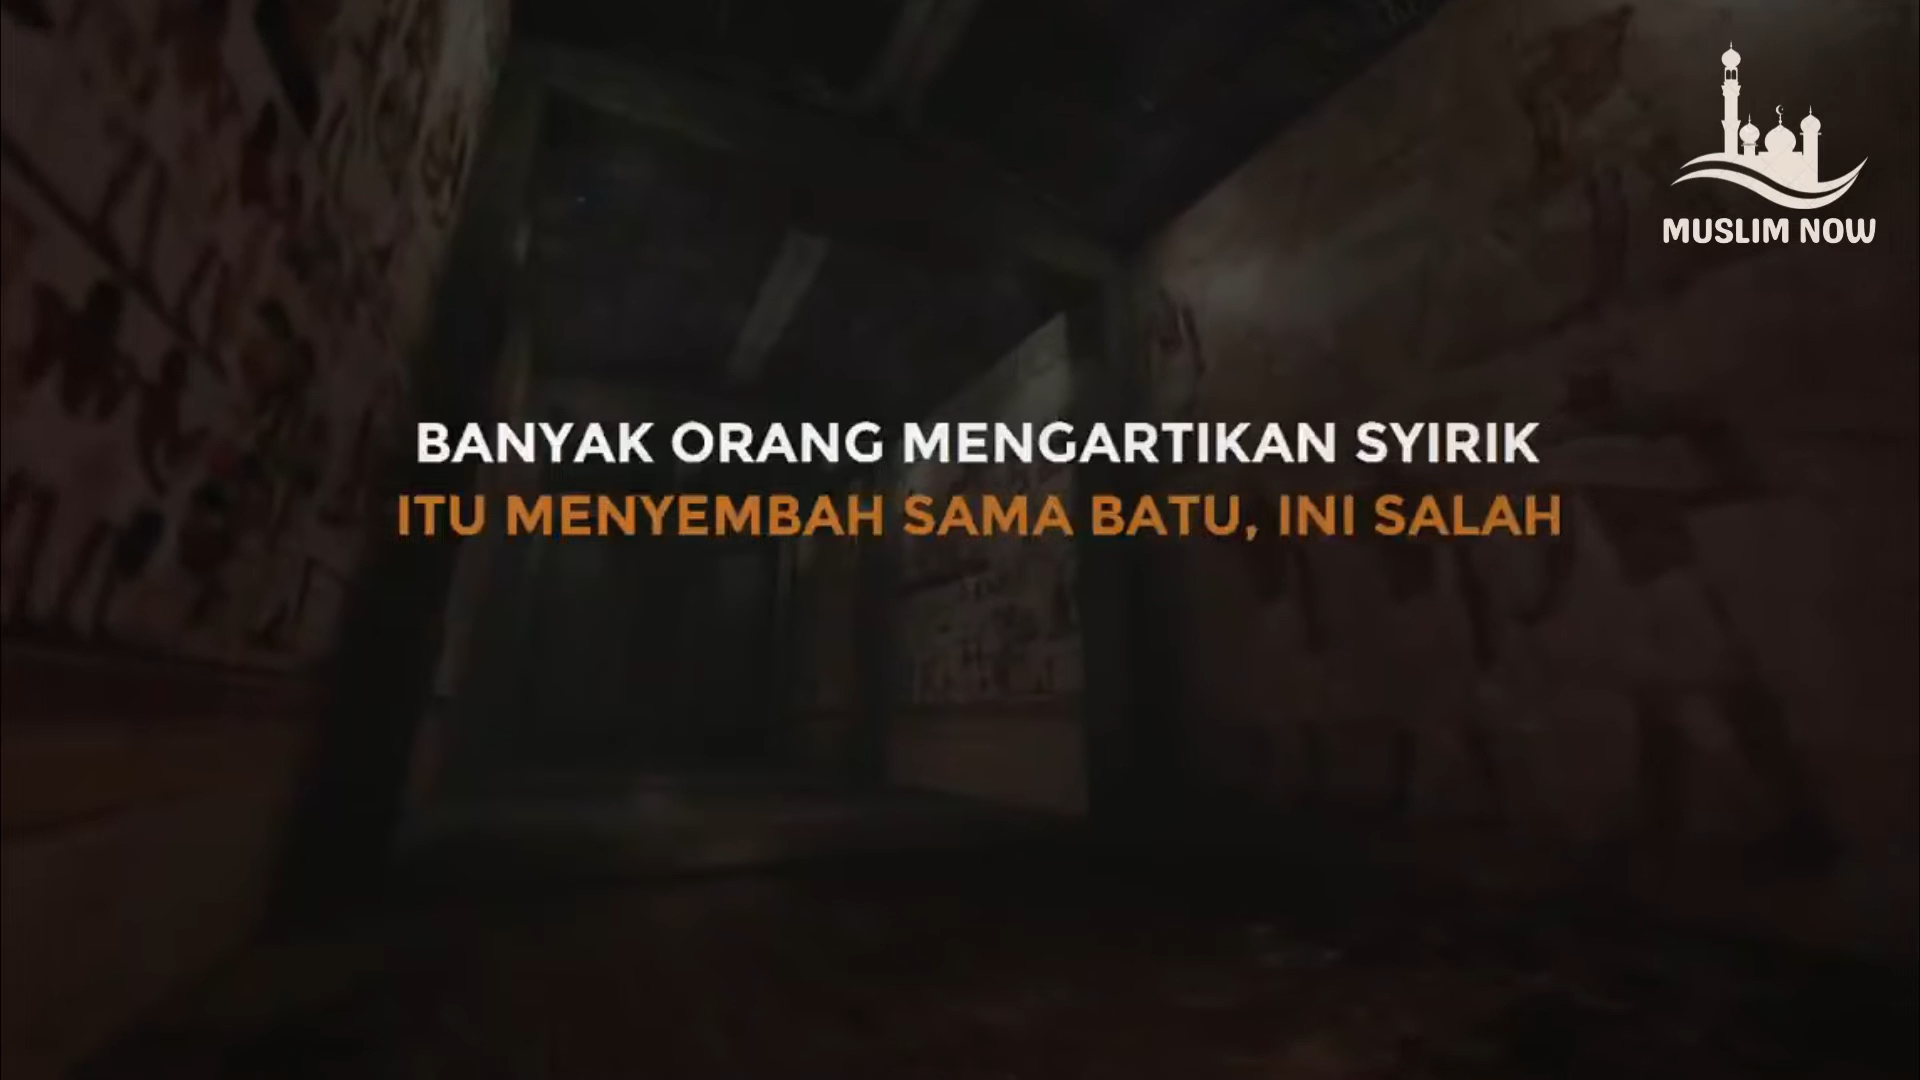 MUSLIM NOW
BANYAK ORANG MENGARTIKAN SYIRIK
ITU MENYEMBAH SAMA BATU, INI SALAH